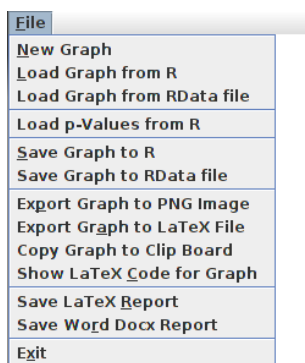 File
New Graph
Load Graph from R
Load Graph from RData file
Load p-Values from R
Save Graph to R
Save Graph to RData file
Export Graph to PNG Image
Export Graph to LaTeX File
Copy Graph to Clip Board
Show LaTeX Code for Graph
Save LaTeX Report
Save Word Docx Report
Exit